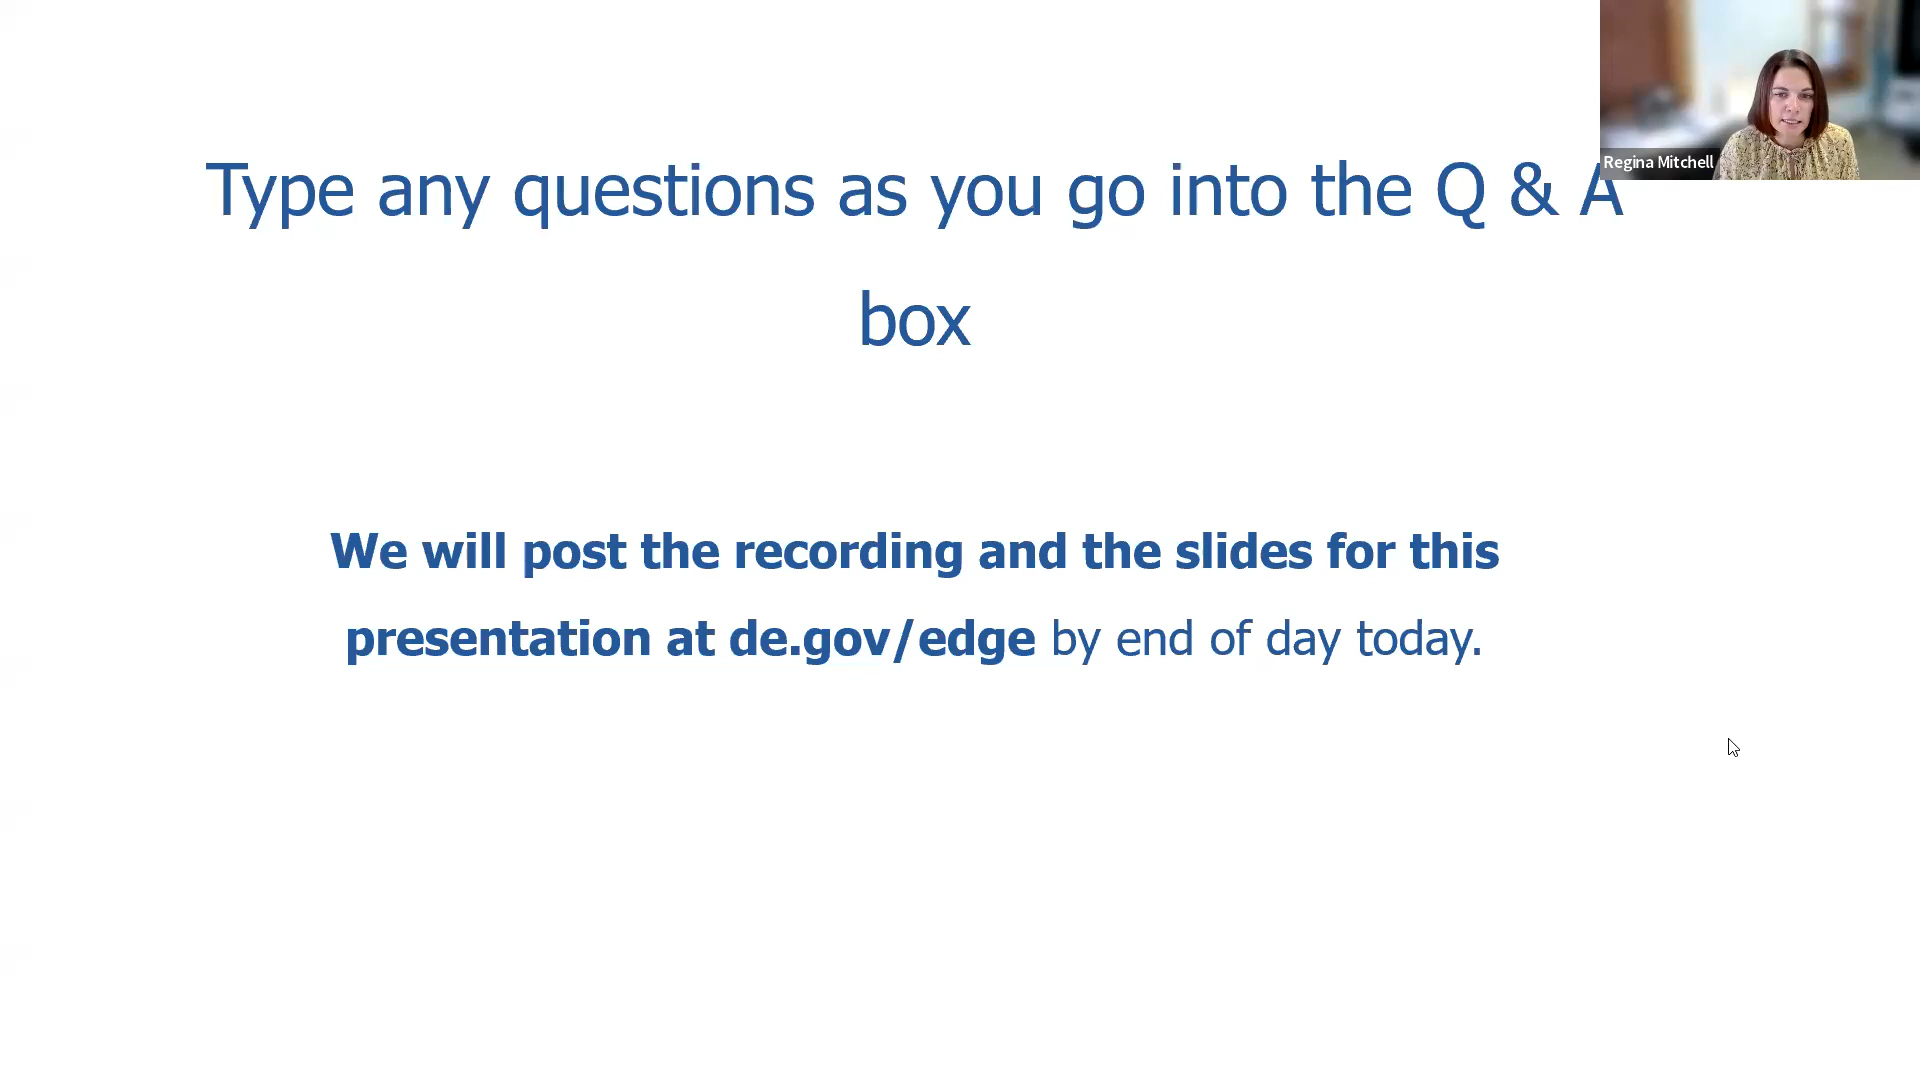 Type any questions as you go into the Q & A
box
We will post the recording and the slides for this
presentation at de.gov/edge by end of day today.
Regina Mitchell